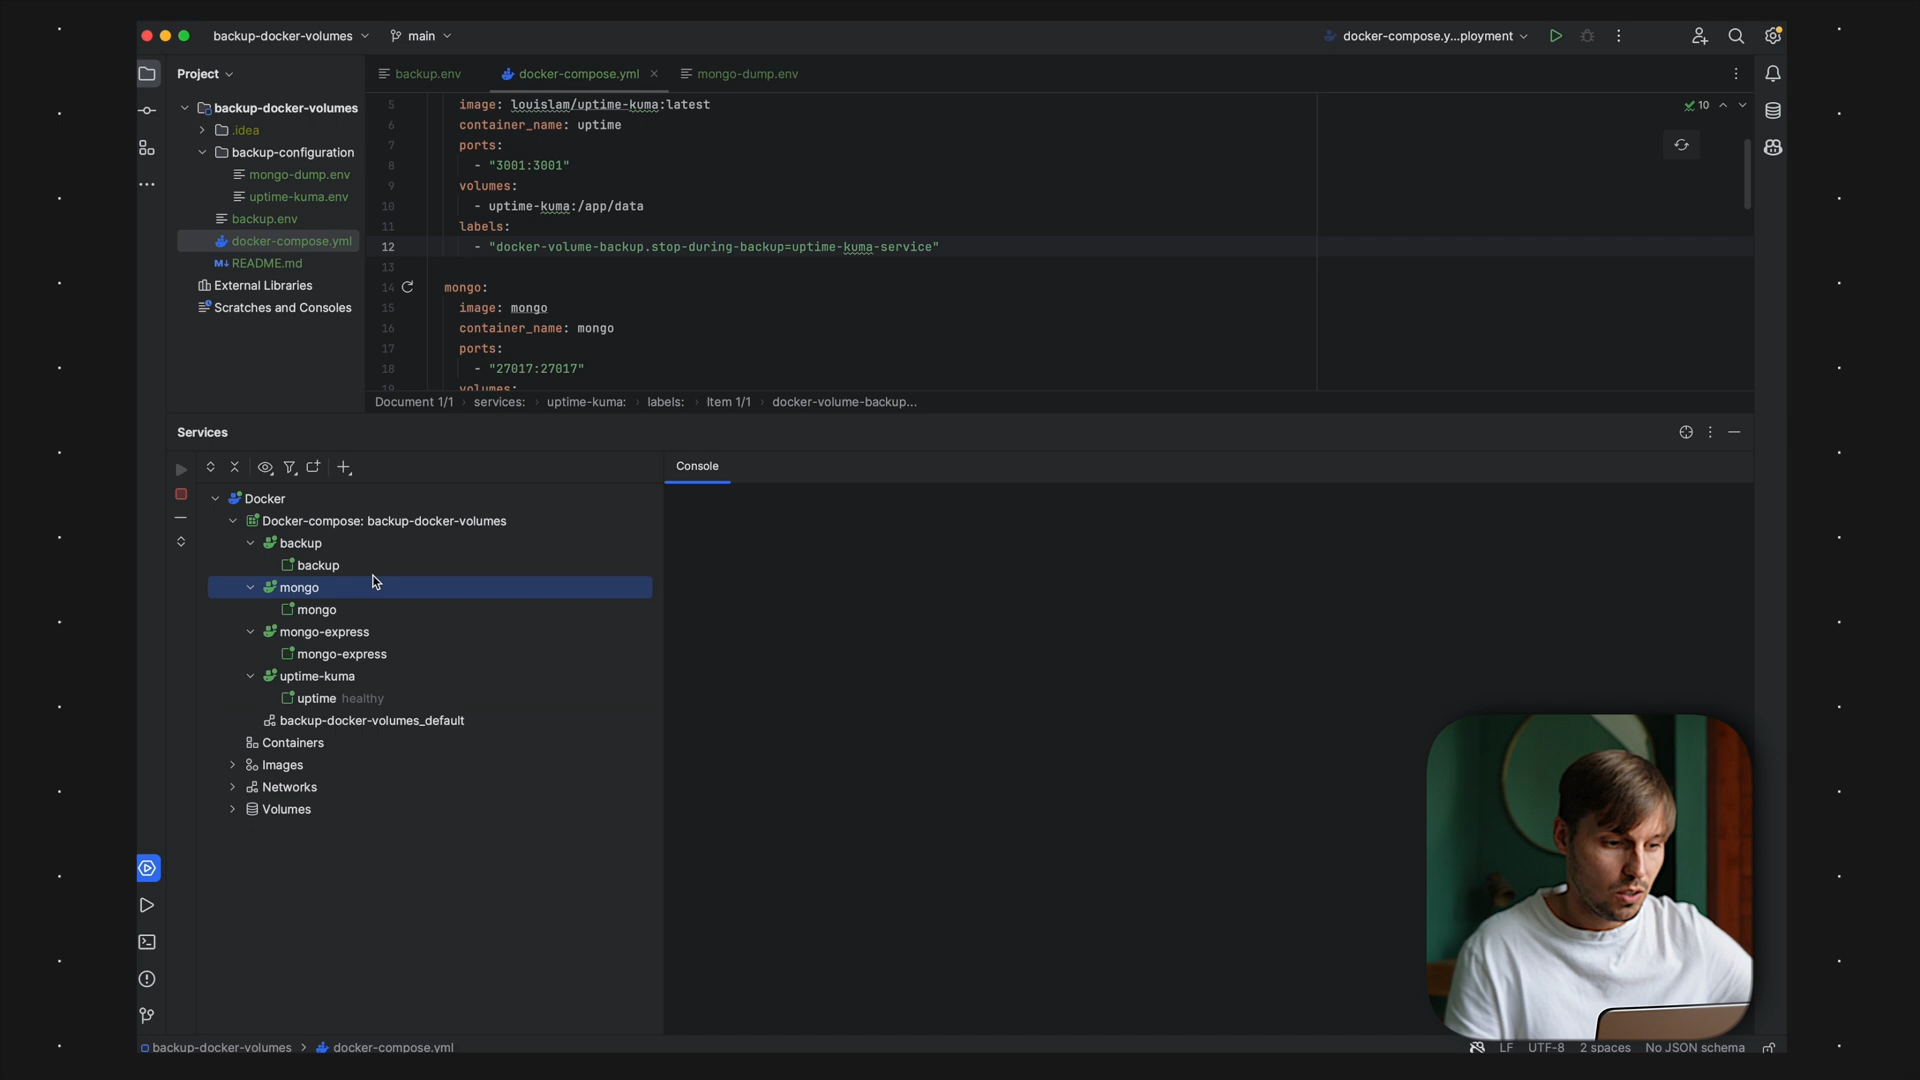 backup-docker-volumes
main
docker-compose.y...ployment
Project
backup.env
docker-compose.yml
mongo-dump.env
backup-docker-volumes
.idea
backup-configuration
mongo-dump.env
uptime-kuma.env
backup.env
docker-compose.yml
README.md
External Libraries
Scratches and Consoles
5 image: louislam/uptime-kuma:latest
6 container_name: uptime
7 ports:
8 - "3001:3001"
9 volumes:
10 - uptime-kuma:/app/data
11 labels:
12 - "docker-volume-backup.stop-during-backup=uptime-kuma-service"
13
14 mongo:
15 image: mongo
16 container_name: mongo
17 ports:
18 - "27017:27017"
19 volumes:
10
Document 1/1 › services: › uptime-kuma: › labels: › Item 1/1 › docker-volume-backup...
Services
Console
Docker
Docker-compose: backup-docker-volumes
backup
backup
mongo
mongo
mongo-express
mongo-express
uptime-kuma
uptime healthy
backup-docker-volumes_default
Containers
Images
Networks
Volumes
backup-docker-volumes › docker-compose.yml
LF UTF-8 2 spaces No JSON schema